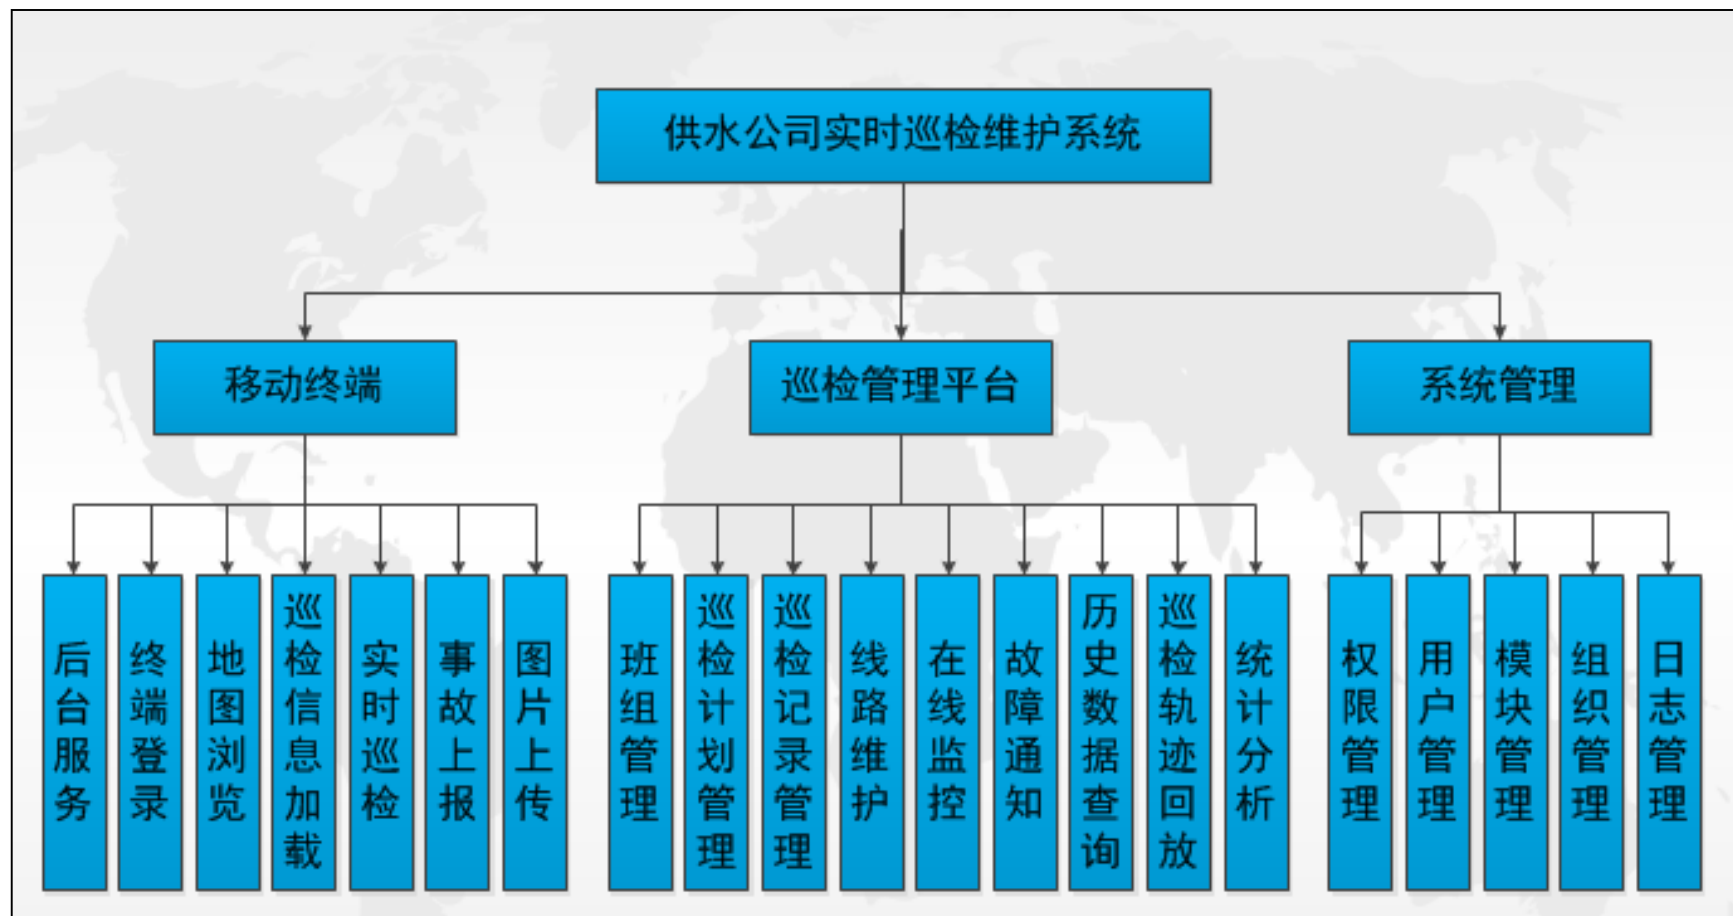 供水公司实时巡检维护系统
移动终端
巡检管理平台
系统管理
后台服务
终端登录
地图浏览
巡检信息加载
实时巡检
事故上报
图片上传
班组管理
巡检计划管理
巡检记录管理
线路维护
在线监控
故障通知
历史数据查询
巡检轨迹回放
统计分析
权限管理
用户管理
模块管理
组织管理
日志管理